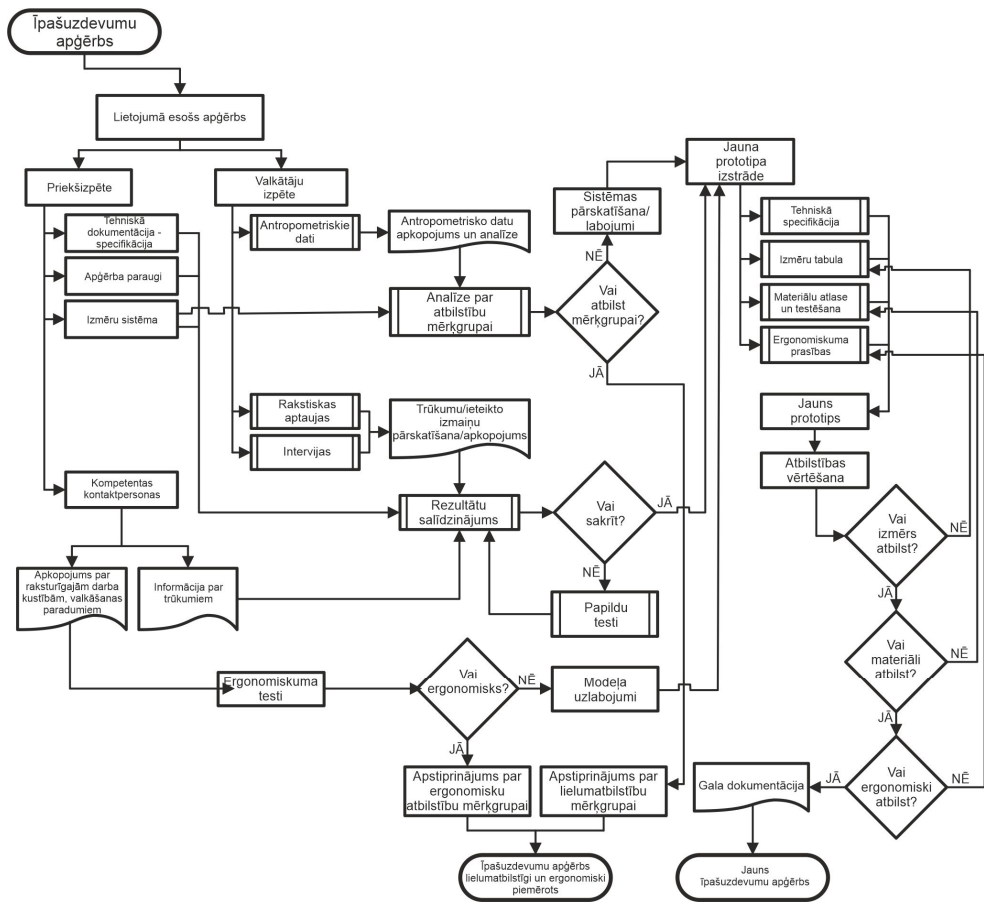 Īpašuzdevumu
apģērbs
Lietojumā esošs apģērbs
Priekšizpēte
Valkātāju
izpēte
Tehniskā
dokumentācija -
specifikācija
Apģērba paraugi
Izmēru sistēma
Antropometriskie
dati
Antropometrisko datu
apkopojums un analīze
Analīze par
atbilstību
mērķgrupai
Vai
atbilst
mērķgrupai?
NĒ
JĀ
Sistēmas
pārskatīšana/
labojumi
Jauna
prototipa
izstrāde
Tehniskā
specifikācija
Izmēru tabula
Materiālu atlase
un testēšana
Ergonomiskuma
prasības
Jauns
prototips
Atbilstības
vērtēšana
Rakstiskas
aptaujas
Intervijas
Trūkumu/ieteikto
izmaiņu
pārskatīšana/apkopojums
Kompetentas
kontaktpersonas
Rezultātu
salīdzinājums
Vai
sakrīt?
JĀ
NĒ
Papildu
testi
Vai
izmērs
atbilst?
NĒ
JĀ
Apkopojums par
raksturīgajām darba
kustībām, valkāšanas
paradumiem
Informācija par
trūkumiem
Ergonomiskuma
testi
Vai
ergonomisks?
NĒ
JĀ
Modeļa
uzlabojumi
Vai
materiāli
atbilst?
NĒ
JĀ
Apstiprinājums par
ergonomisku
atbilstību mērķgrupai
Apstiprinājums par
lielumatbilstību
mērķgrupai
Gala dokumentācija
JĀ
Vai
ergonomiski
atbilst?
NĒ
Īpašuzdevumu apģērbs
lielumatbilstīgi un ergonomiski
piemērots
Jauns
īpašuzdevumu apģērbs